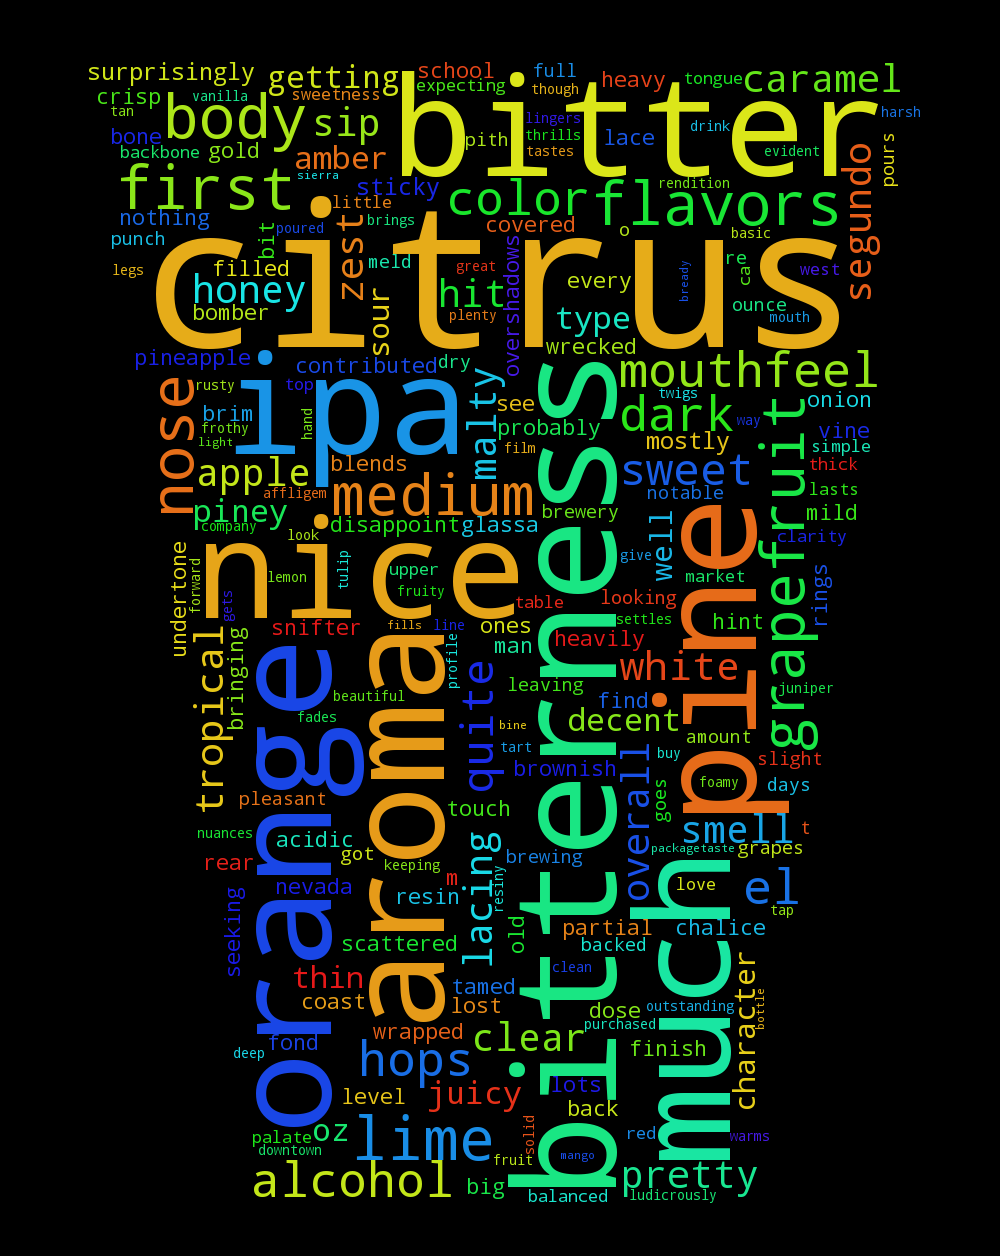 surprisingly
getting
school
full
though
heavy
tongue
caramel
crisp
vanilla
sweetness
expecting
tan
body
sip
bitter
harsh
bone
lingers
thrills
tastes
pith
lace
drink
evident
pours
backbone
gold
amber
sierra
first
sticky
color
flavors
rendition
segundo
nothing
little
brings
covered
o
basic
punch
bit
poured
zest
citrus
legs
filled
meld
great
overshadows
every
bready
re
ca
west
honey
hit
ounce
bomber
sour
plenty
type
mouth
wrecked
pineapple
ipa
contributed
dry
mouthfeel
nose
rusty
top
malty
twigs
onion
brim
hand
see
dark
way
grapefruit
vine
frothy
light
probably
film
mostly
simple
apple
blends
sweet
thick
affligem
medium
notable
lasts
piney
company
disappoint
glassa
brewery
well
pine
mild
look
nice
clarity
undertone
forward
lemon
tulip
upper
bitterness
give
market
rings
gets
fruity
table
looking
snifter
fills
line
ones
settles
hint
tropical
bringing
orange
aroma
profile
man
heavily
white
quite
leaving
juniper
beautiful
find
fades
bine
decent
amount
tart
overall
buy
slight
brownish
goes
foamy
days
pleasant
touch
nuances
acidic
smell
t
rear
got
keeping
lacing
brewing
packagetaste
grapes
nevada
m
resin
resiny
love
el
seeking
old
partial
chalice
tap
scattered
backed
much
character
thin
clean
tamed
coast
lost
dose
outstanding
bottle
wrapped
purchased
fond
clear
finish
deep
hops
level
juicy
lots
back
palate
oz
lime
solid
red
warms
downtown
fruit
mango
alcohol
big
balanced
pretty
ludicrously